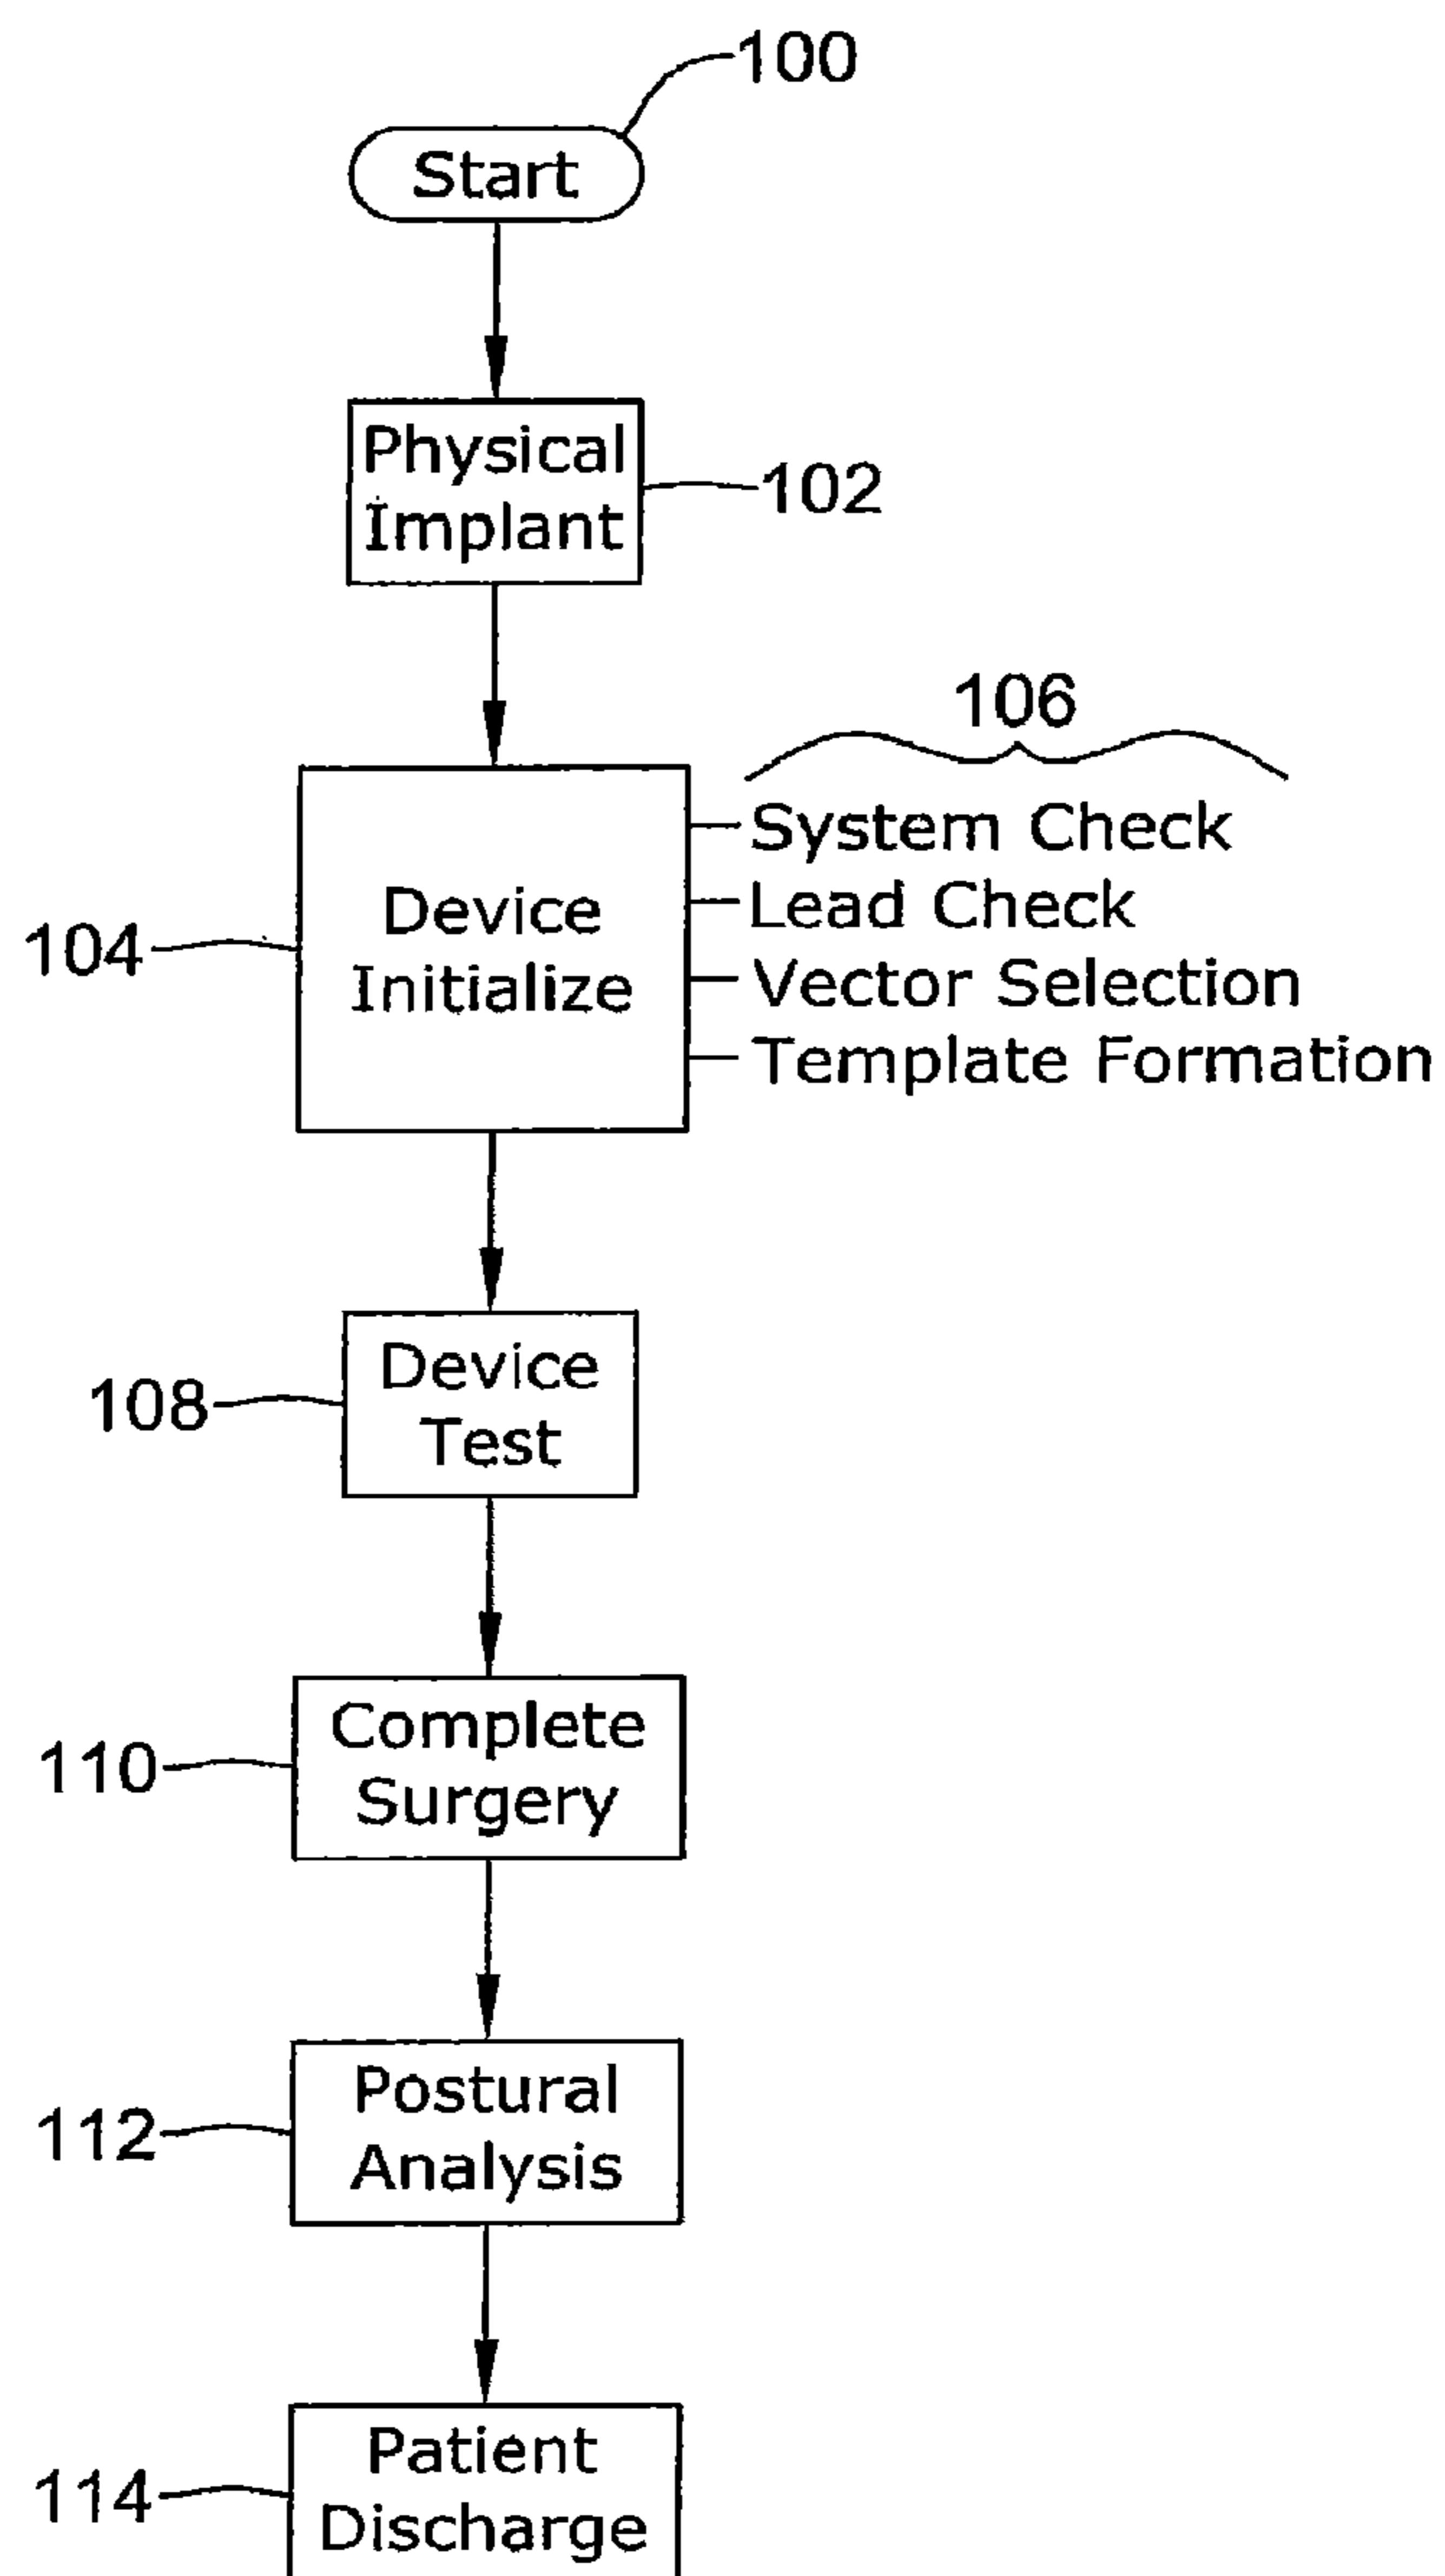 100
Start
Physical
Implant
102
106
System Check
Lead Check
Vector Selection
Template Formation
Device
Initialize
104
Device
Test
108
Complete
Surgery
110
Postural
Analysis
112
Patient
Discharge
114